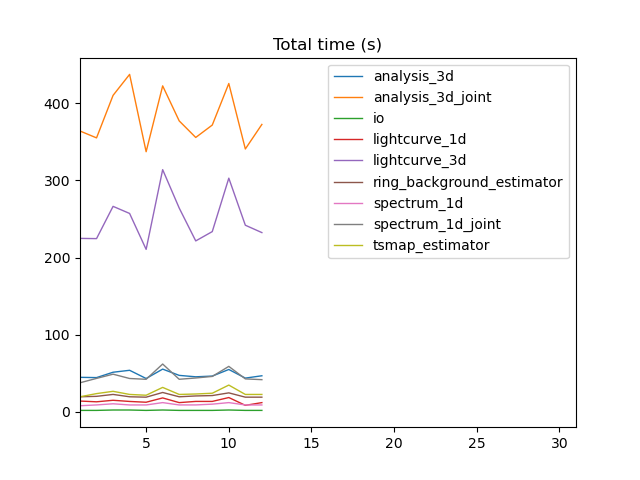 Total time (s)
400
300
200
100
0
5
10
15
20
25
30
analysis_3d
analysis_3d_joint
io
lightcurve_1d
lightcurve_3d
ring_background_estimator
spectrum_1d
spectrum_1d_joint
tsmap_estimator